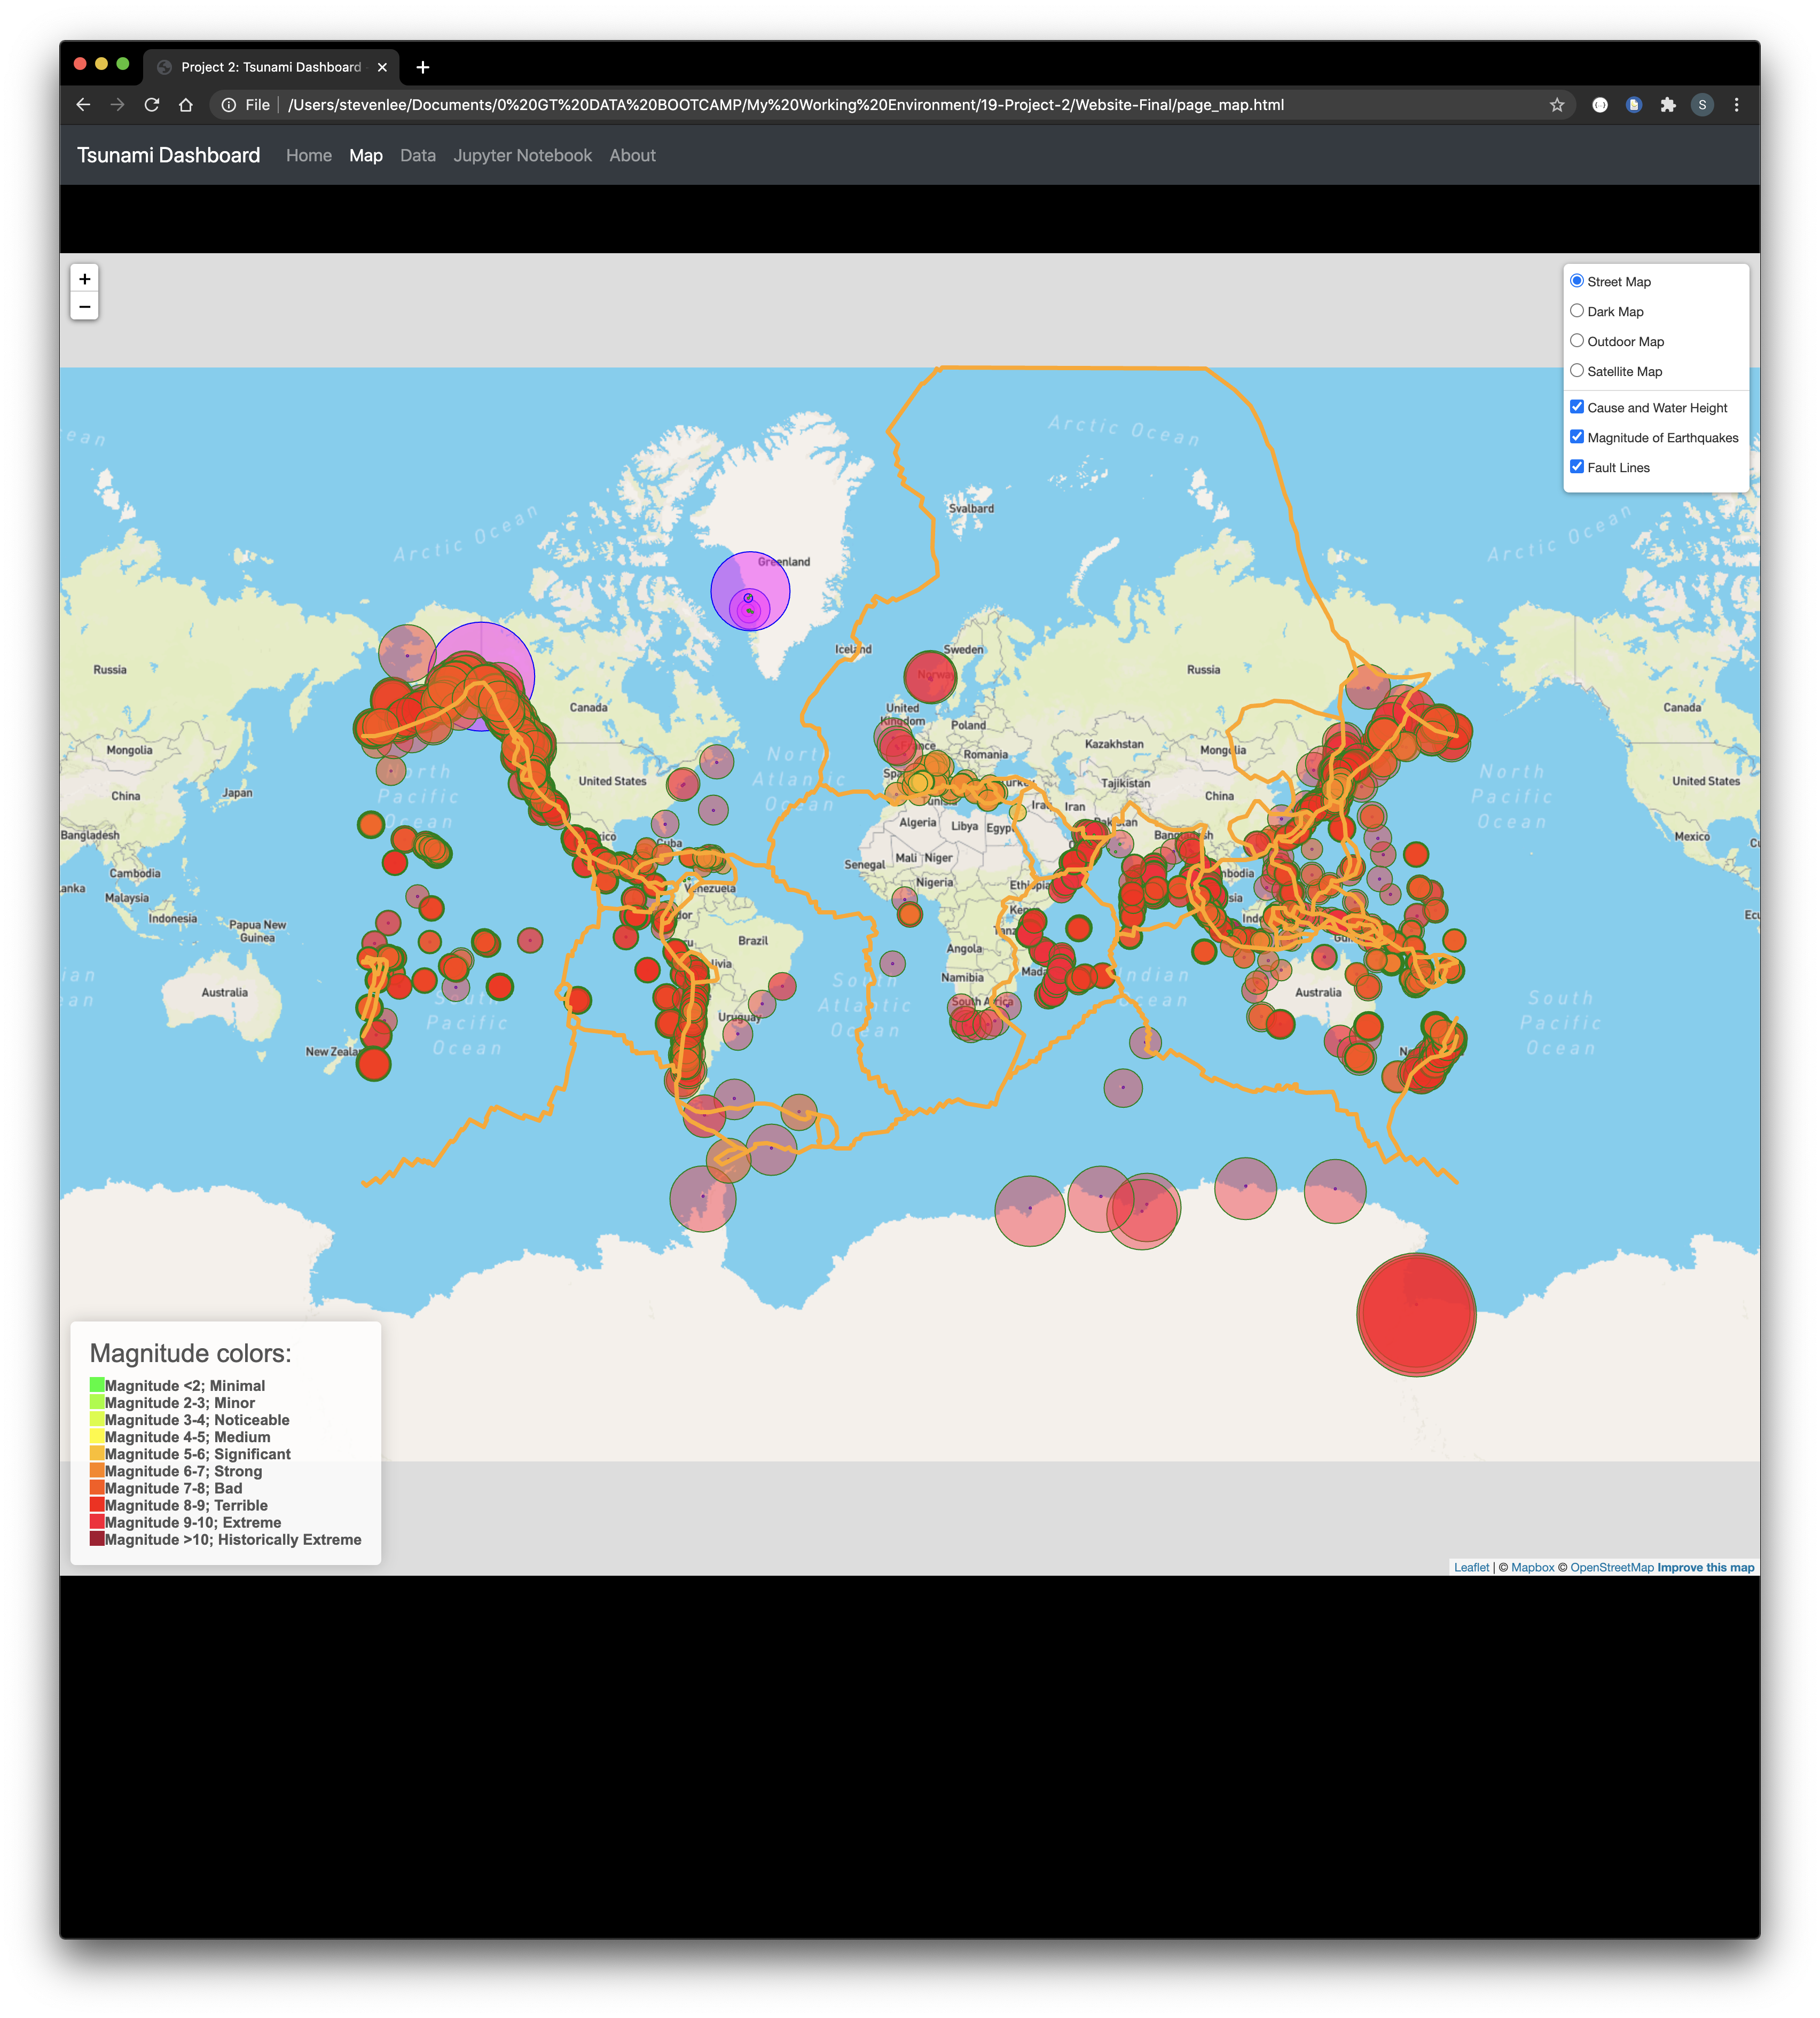 Project 2: Tsunami Dashboard
File
/Users/stevenlee/Documents/0%20GT%20DATA%20BOOTCAMP/My%20Working%20Environment/19-Project-2/Website-Final/page_map.html
S
Tsunami Dashboard
Home
Map
Data
Jupyter Notebook
About
+
−
Street Map
Dark Map
Outdoor Map
Satellite Map
Cause and Water Height
Magnitude of Earthquakes
Fault Lines
Arctic Ocean
Arctic Ocean
Arctic Ocean
Svalbard
Greenland
Iceland
Sweden
Norway
Russia
Russia
Canada
United Kingdom
Poland
Canada
Mongolia
Kazakhstan
Mongolia
Romania
North Atlantic Ocean
United States
Pacific Ocean
North Pacific Ocean
United States
China
Japan
Tajikistan
China
Iran
Bangladesh
Algeria
Libya
Egypt
Mexico
Cuba
Senegal
Mali
Niger
Cambodia
Malaysia
Indonesia
Nigeria
Ethiopia
Venezuela
Papua New Guinea
Brazil
Angola
Namibia
South Atlantic Ocean
Indian Ocean
Australia
Australia
South Africa
Uruguay
South Pacific Ocean
South Pacific Ocean
Magnitude colors:
Magnitude <2; Minimal
Magnitude 2-3; Minor
Magnitude 3-4; Noticeable
Magnitude 4-5; Medium
Magnitude 5-6; Significant
Magnitude 6-7; Strong
Magnitude 7-8; Bad
Magnitude 8-9; Terrible
Magnitude 9-10; Extreme
Magnitude >10; Historically Extreme
Leaflet | © Mapbox © OpenStreetMap Improve this map